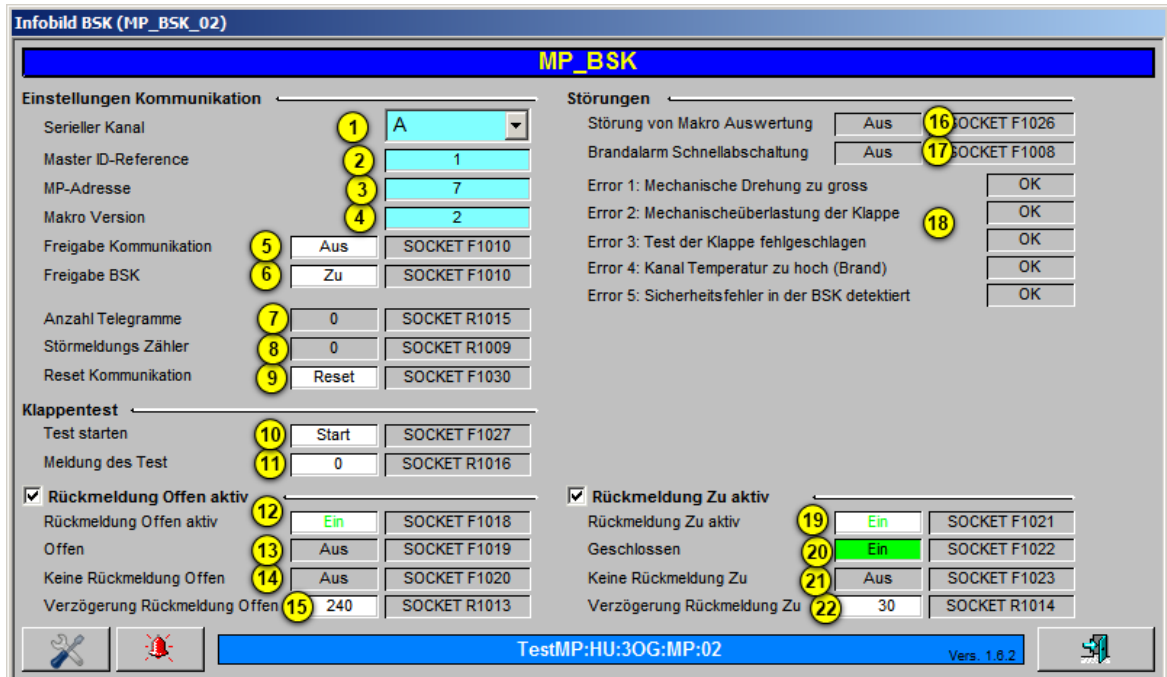 Infobild BSK (MP_BSK_02)
MP_BSK
Einstellungen Kommunikation
Serieller Kanal 1 A
Master ID-Reference 2 1
MP-Adresse 3 7
Makro Version 4 2
Freigabe Kommunikation 5 Aus SOCKET F1010
Freigabe BSK 6 Zu SOCKET F1010
Anzahl Telegramme 7 0 SOCKET R1015
Störmeldungs Zähler 8 0 SOCKET R1009
Reset Kommunikation 9 Reset SOCKET F1030
Klappentest
Test starten 10 Start SOCKET F1027
Meldung des Test 11 0 SOCKET R1016
Rückmeldung Offen aktiv
Rückmeldung Offen aktiv 12 Ein SOCKET F1018
Offen 13 Aus SOCKET F1019
Keine Rückmeldung Offen 14 Aus SOCKET F1020
Verzögerung Rückmeldung Offen 15 240 SOCKET R1013
Störungen
Störung von Makro Auswertung Aus 16 SOCKET F1026
Brandalarm Schnellabschaltung Aus 17 SOCKET F1008
Error 1: Mechanische Drehung zu gross OK
Error 2: Mechanischeüberlastung der Klappe OK
18
Error 3: Test der Klappe fehlgeschlagen OK
Error 4: Kanal Temperatur zu hoch (Brand) OK
Error 5: Sicherheitsfehler in der BSK detektiert OK
Rückmeldung Zu aktiv
Rückmeldung Zu aktiv 19 Ein SOCKET F1021
Geschlossen 20 Ein SOCKET F1022
Keine Rückmeldung Zu 21 Aus SOCKET F1023
Verzögerung Rückmeldung Zu 22 30 SOCKET R1014
TestMP:HU:3OG:MP:02
Vers. 1.6.2